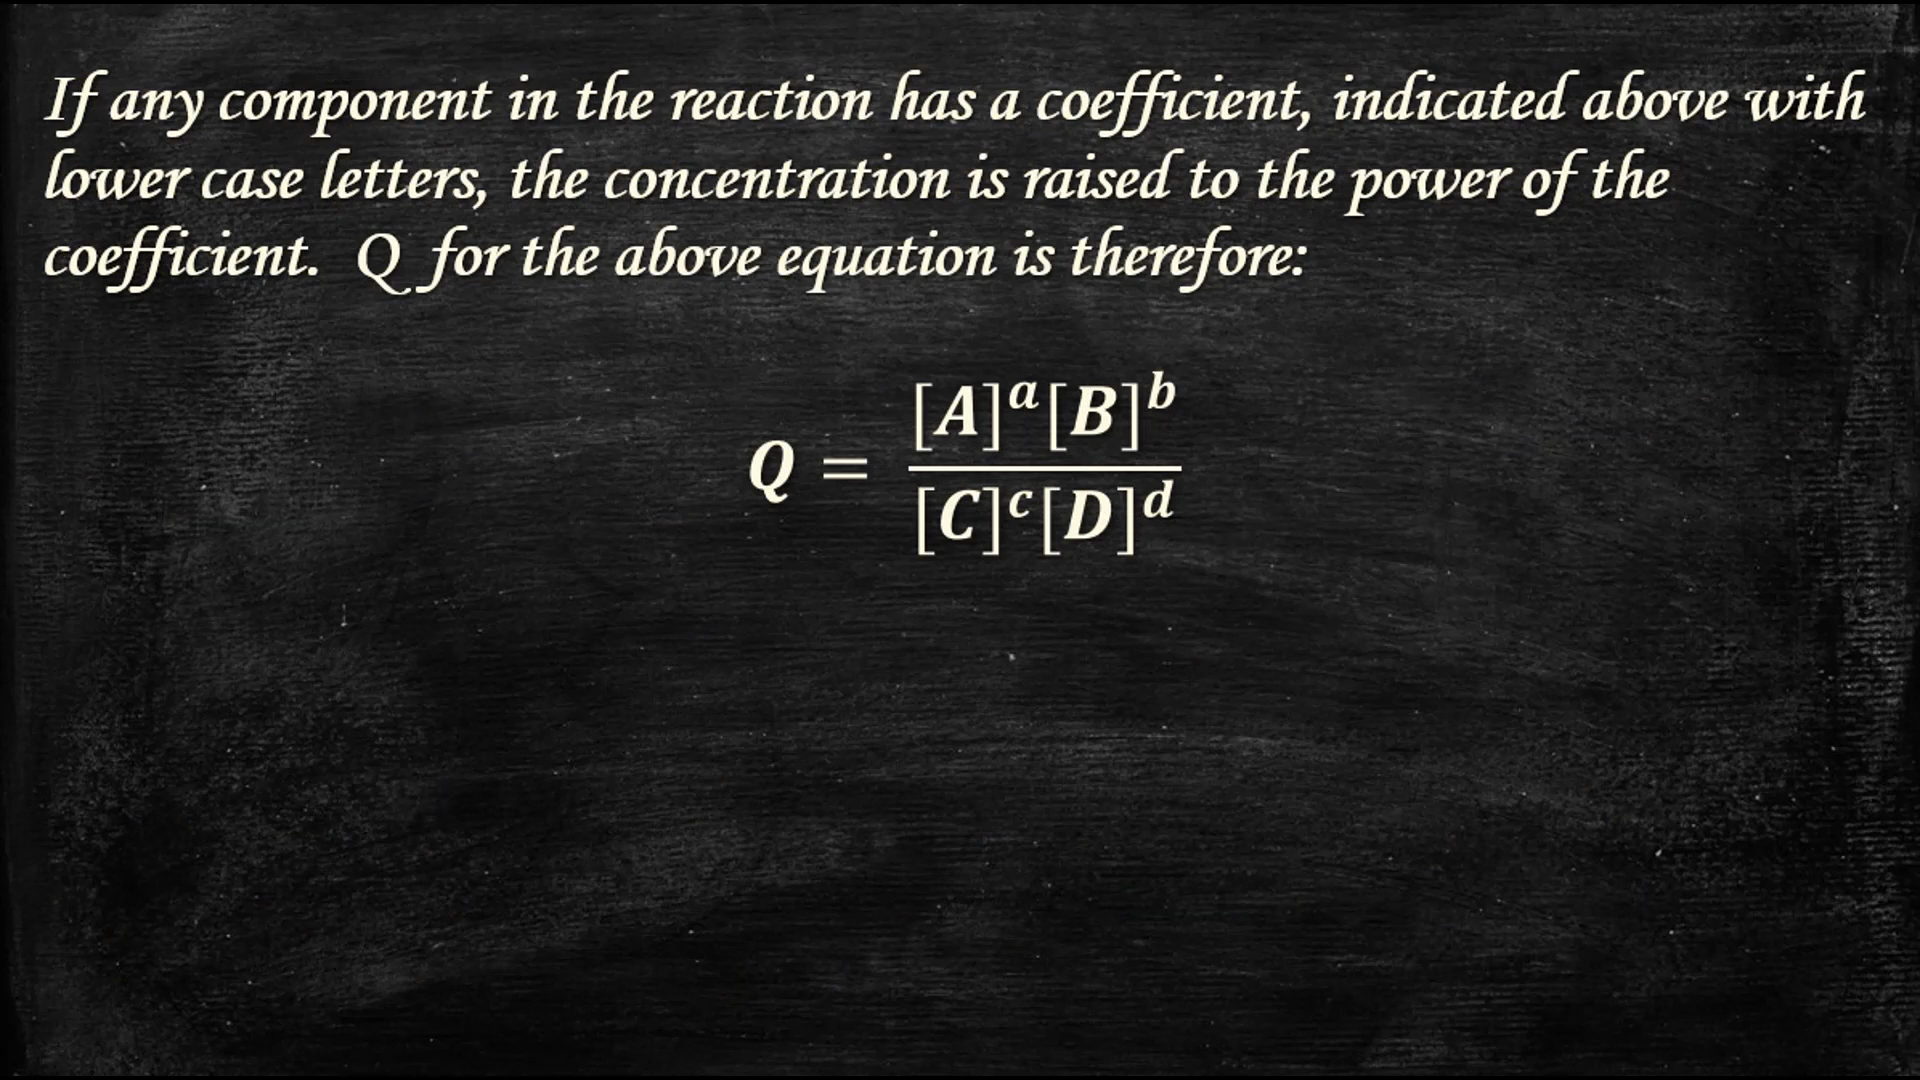 If any component in the reaction has a coefficient, indicated above with
lower case letters, the concentration is raised to the power of the
coefficient. Q for the above equation is therefore:
Q = [A]^a[B]^b / [C]^c[D]^d